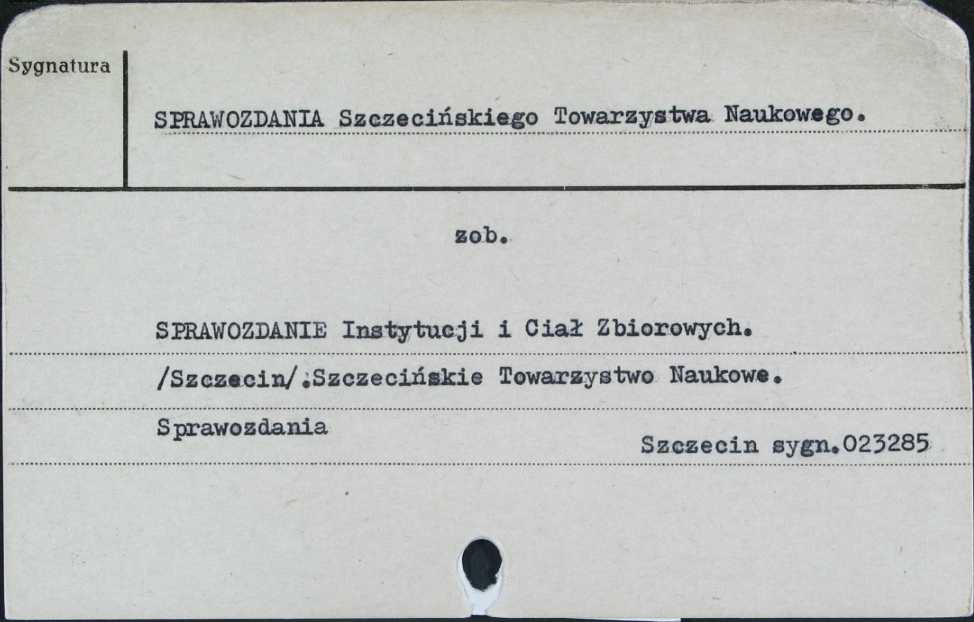 Sygnatura
SPRAWOZDANIA Szczecińskiego Towarzystwa Naukowego.
zob.
SPRAWOZDANIE Instytucji i Ciał Zbiorowych.
/Szczecin/.Szczecińskie Towarzystwo Naukowe.
Sprawozdania
Szczecin sygn.023285